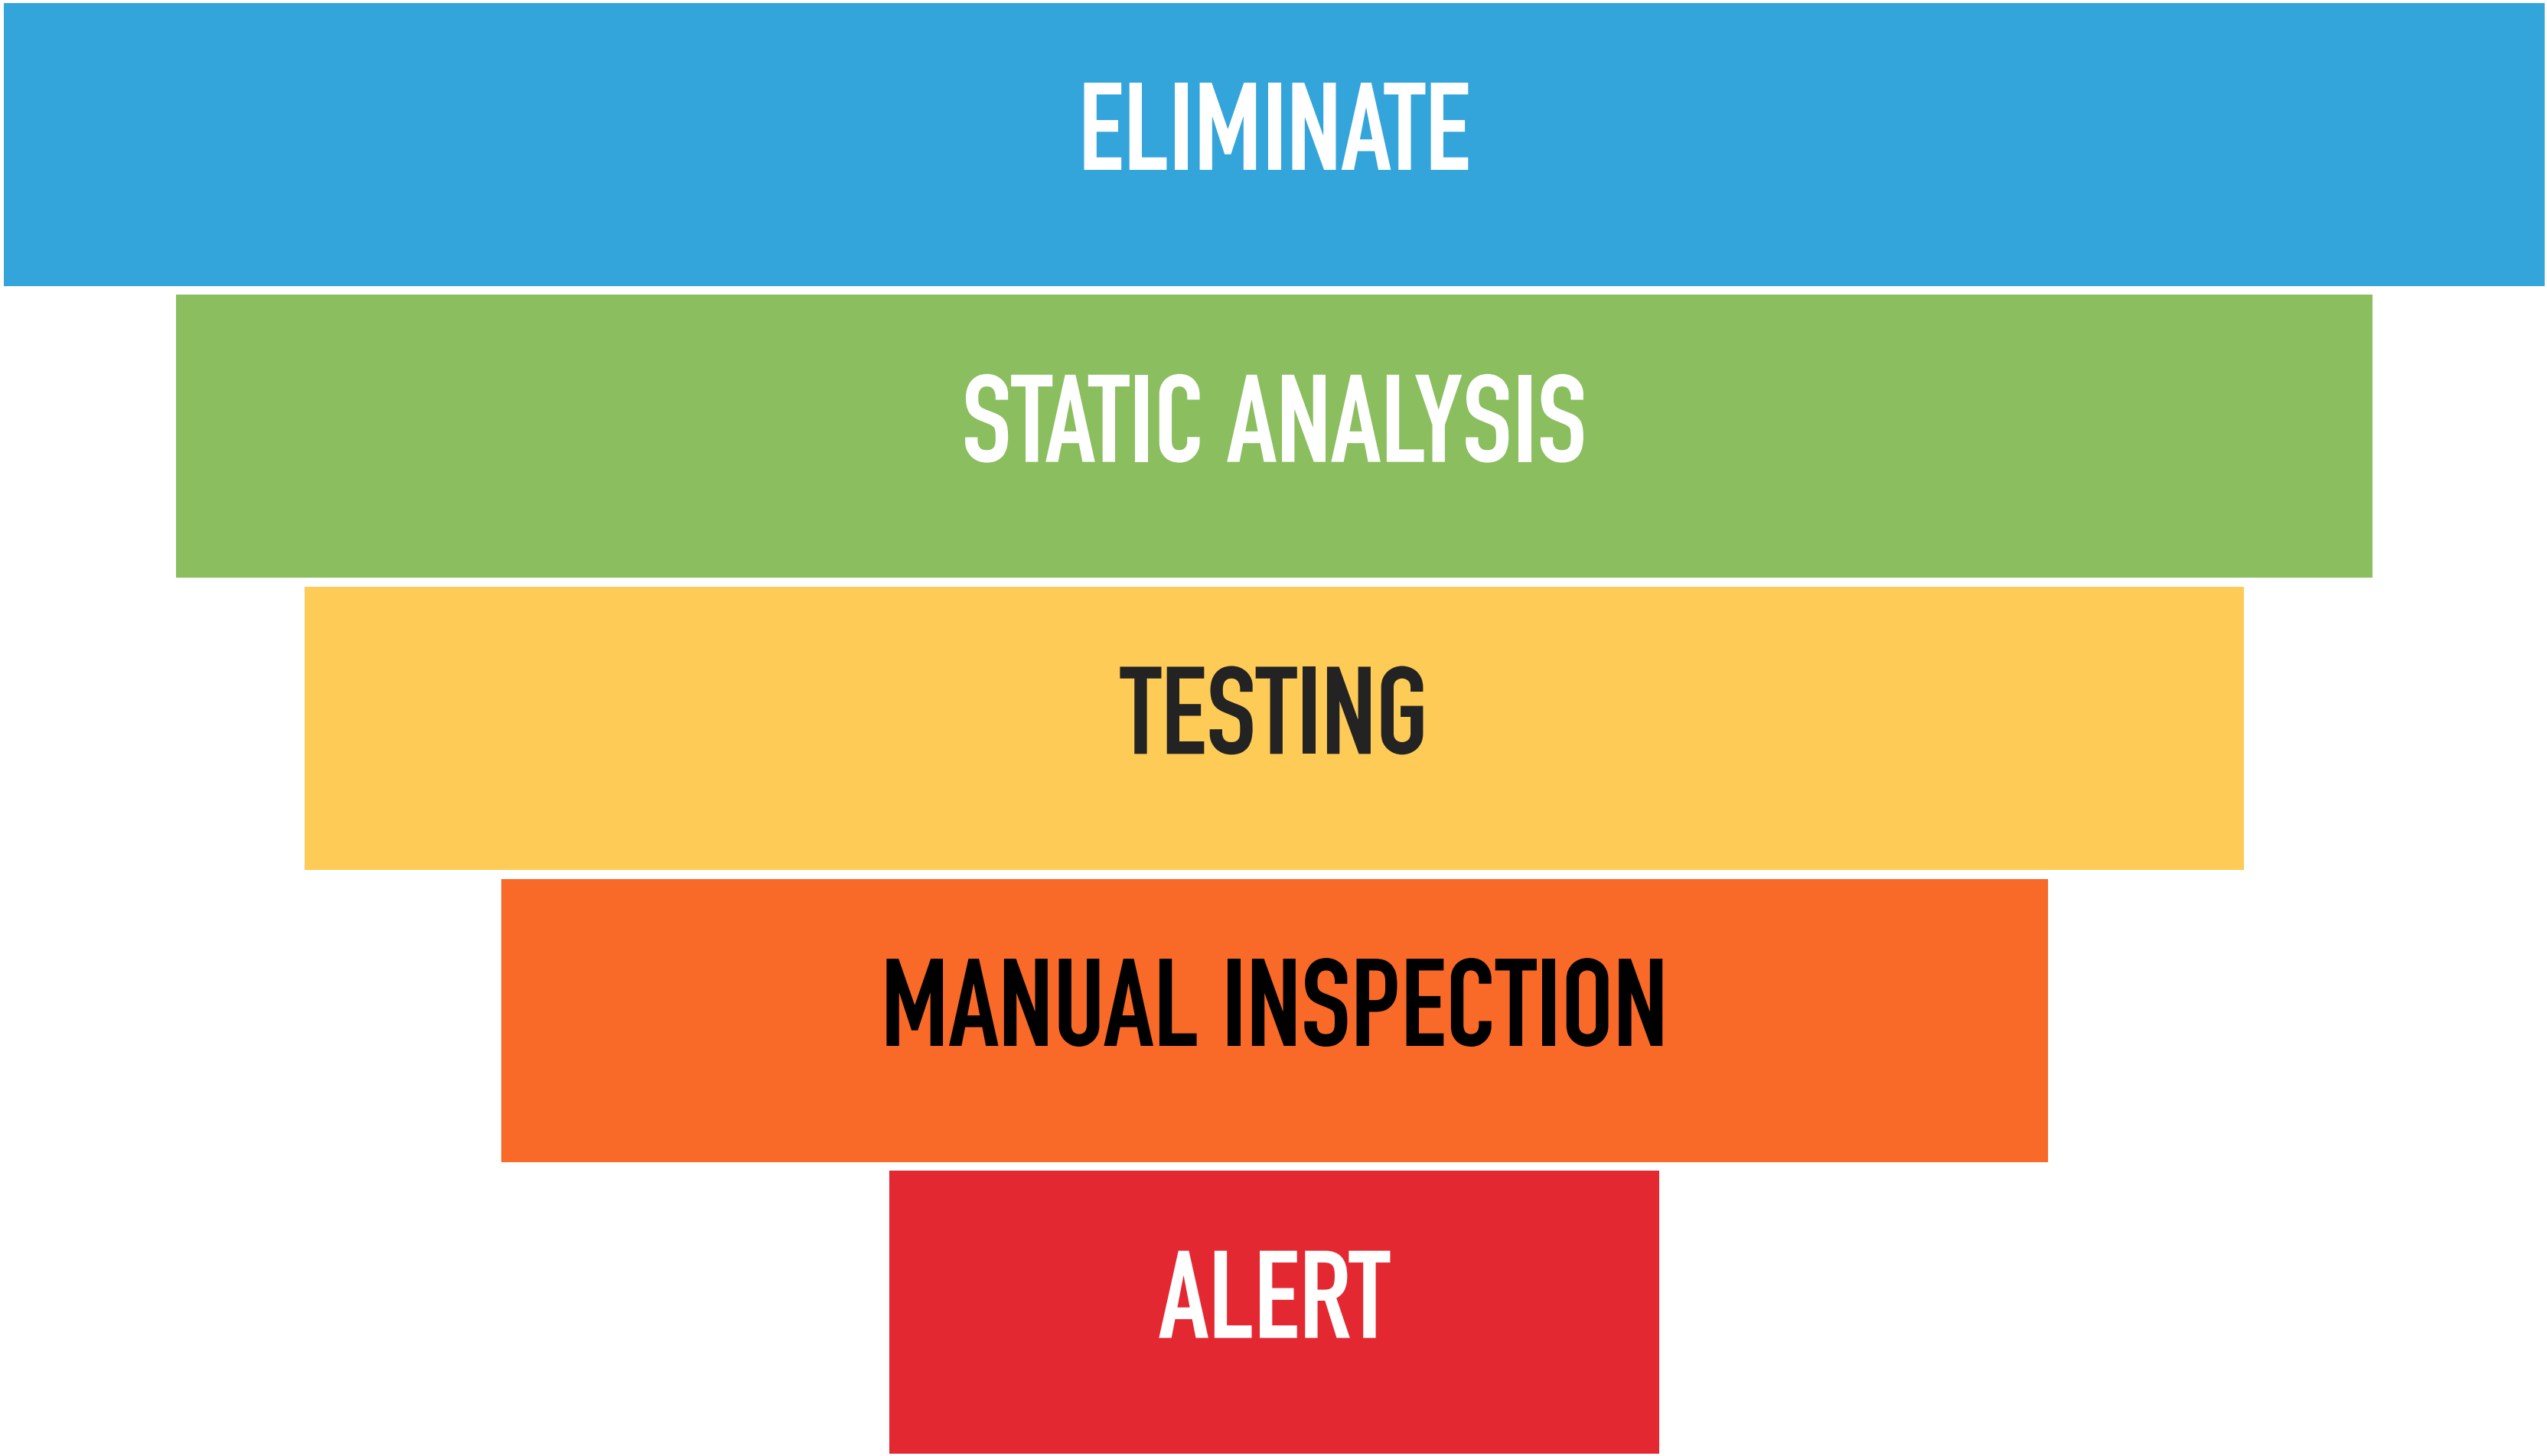 ELIMINATE
STATIC ANALYSIS
TESTING
MANUAL INSPECTION
ALERT